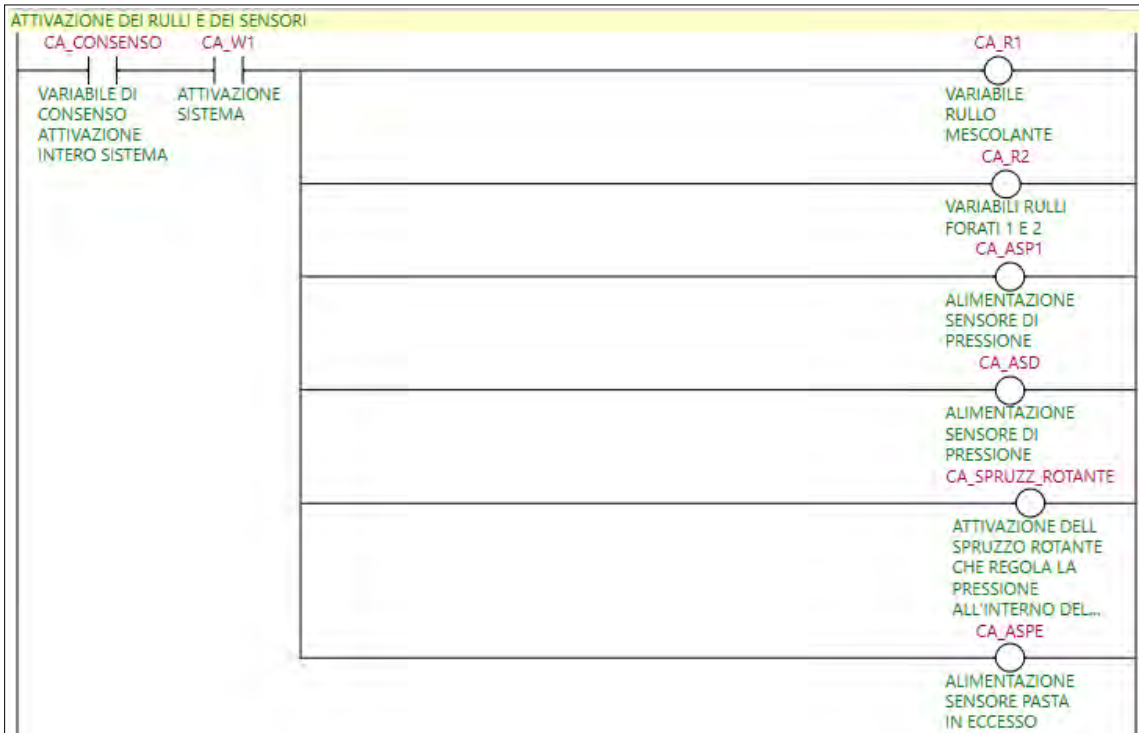 ATTIVAZIONE DEI RULLI E DEI SENSORI
CA_CONSENSO CA_W1 CA_R1
VARIABILE DI ATTIVAZIONE VARIABILE
CONSENSO SISTEMA RULLO
ATTIVAZIONE MESCOLANTE
INTERO SISTEMA CA_R2
VARIABILI RULLI
FORATI 1 E 2
CA_ASP1
ALIMENTAZIONE
SENSORE DI
PRESSIONE
CA_ASD
ALIMENTAZIONE
SENSORE DI
PRESSIONE
CA_SPRUZZ_ROTANTE
ATTIVAZIONE DELL
SPRUZZO ROTANTE
CHE REGOLA LA
PRESSIONE
ALL'INTERNO DEL...
CA_ASPE
ALIMENTAZIONE
SENSORE PASTA
IN ECCESSO